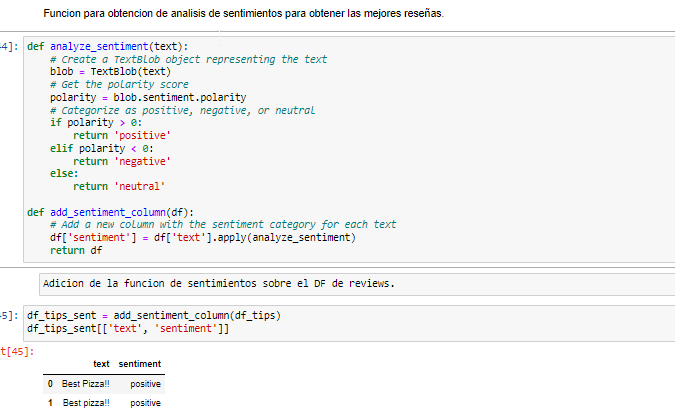 Funcion para obtencion de analisis de sentimientos para obtener las mejores reseñas.
4]: def analyze_sentiment(text):
# Create a TextBlob object representing the text
blob = TextBlob(text)
# Get the polarity score
polarity = blob.sentiment.polarity
# Categorize as positive, negative, or neutral
if polarity > 0:
return 'positive'
elif polarity < 0:
return 'negative'
else:
return 'neutral'
def add_sentiment_column(df):
# Add a new column with the sentiment category for each text
df['sentiment'] = df['text'].apply(analyze_sentiment)
return df
Adicion de la funcion de sentimientos sobre el DF de reviews.
5]: df_tips_sent = add_sentiment_column(df_tips)
df_tips_sent[['text', 'sentiment']]
t[45]:
text sentiment
0 Best Pizza!! positive
1 Best pizza!! positive